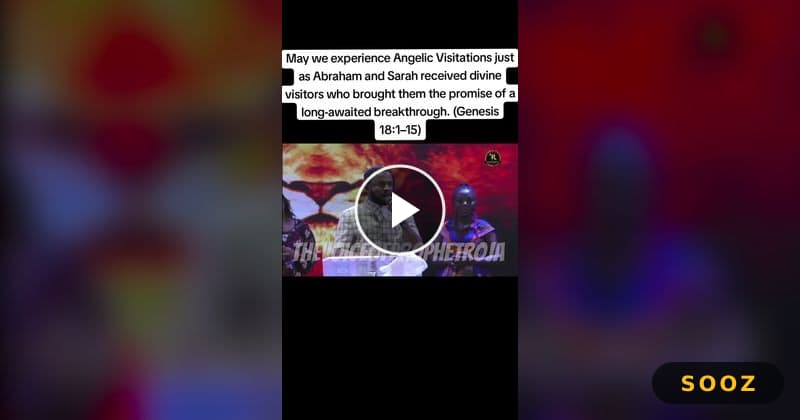 May we experience Angelic Visitations just
as Abraham and Sarah received divine
visitors who brought them the promise of a
long-awaited breakthrough. (Genesis
18:1–15)
SOOZ